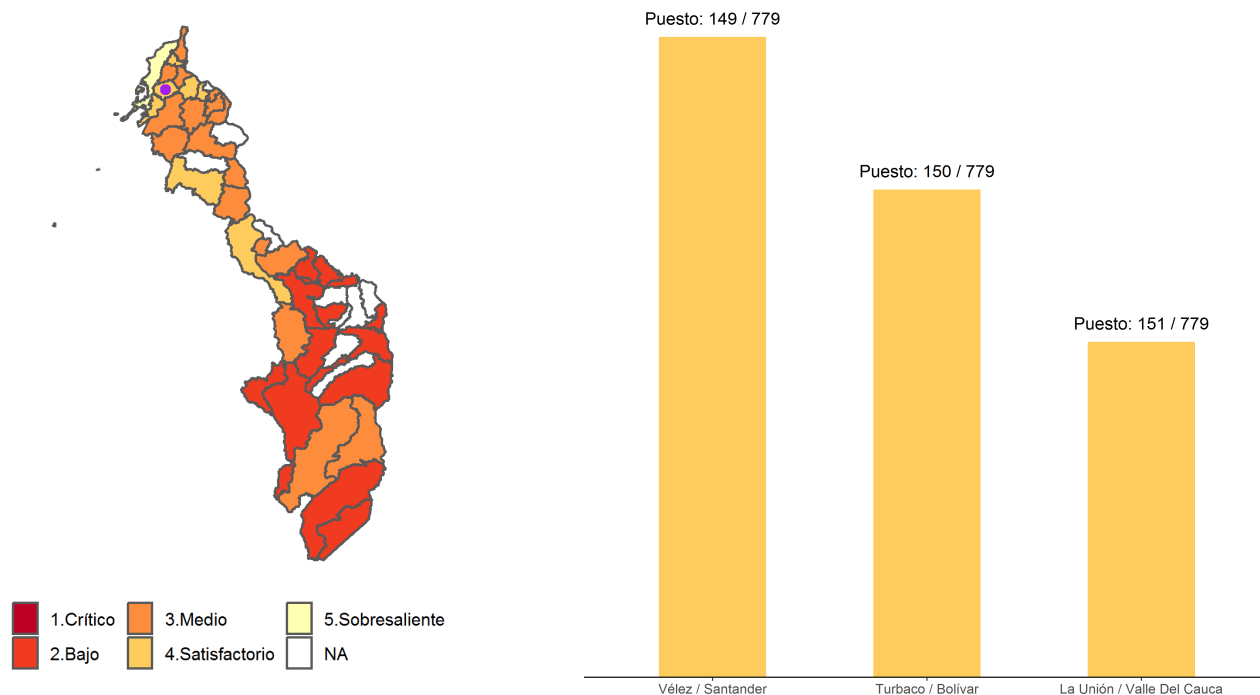 Puesto: 149 / 779
Puesto: 150 / 779
Puesto: 151 / 779
1.Crítico
3.Medio
5.Sobresaliente
2.Bajo
4.Satisfactorio
NA
Vélez / Santander
Turbaco / Bolívar
La Unión / Valle Del Cauca